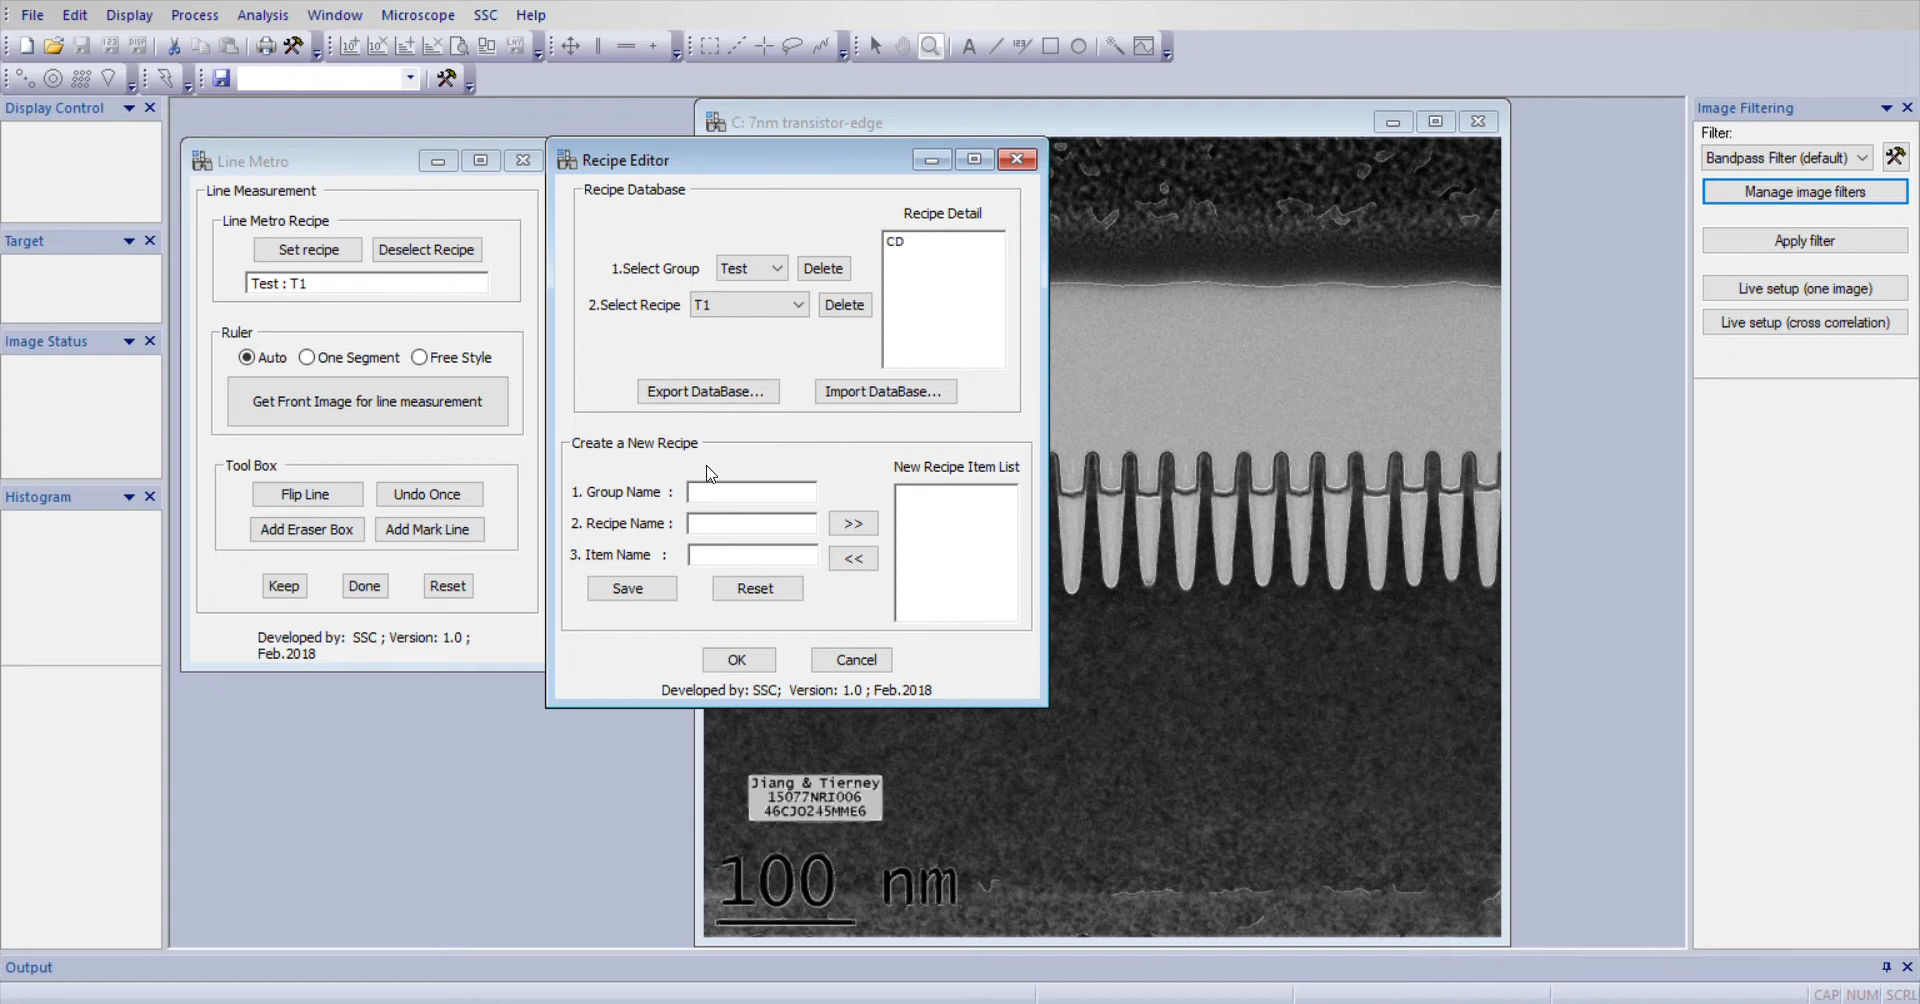 File Edit Display Process Analysis Window Microscope SSC Help
Display Control
Target
Image Status
Histogram
Line Metro
Line Measurement
Line Metro Recipe
Set recipe Deselect Recipe
Test : T1
Ruler
Auto One Segment Free Style
Get Front Image for line measurement
Tool Box
Flip Line Undo Once
Add Eraser Box Add Mark Line
Keep Done Reset
Developed by: SSC ; Version: 1.0 ;
Feb.2018
Recipe Editor
Recipe Database
Recipe Detail
CD
1.Select Group Test Delete
2.Select Recipe T1 Delete
Export DataBase... Import DataBase...
Create a New Recipe
New Recipe Item List
1. Group Name :
2. Recipe Name : >>
3. Item Name : <<
Save Reset
OK Cancel
Developed by: SSC; Version: 1.0 ; Feb.2018
C: 7nm transistor-edge
Jiang & Tierney
15077NRI006
46CJO245MME6
100 nm
Image Filtering
Filter:
Bandpass Filter (default)
Manage image filters
Apply filter
Live setup (one image)
Live setup (cross correlation)
Output
CAP NUM SCRL